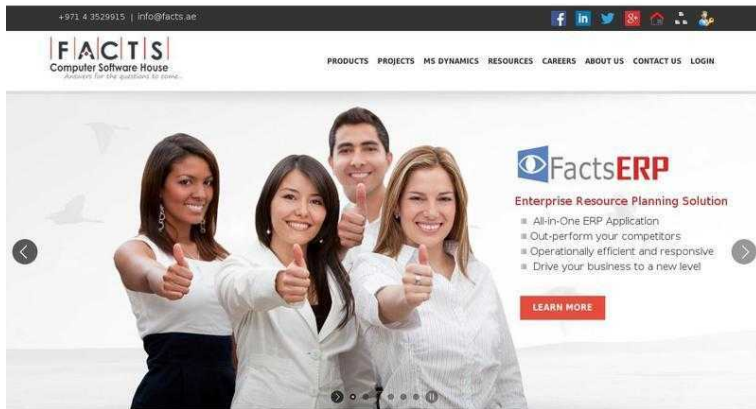 +971 4 3529915 | info@facts.ae
F|A|C|T|S
Computer Software House
Answers for the questions to come...
PRODUCTS PROJECTS MS DYNAMICS RESOURCES CAREERS ABOUT US CONTACT US LOGIN
FactsERP
Enterprise Resource Planning Solution
All-in-One ERP Application
Out-perform your competitors
Operationally efficient and responsive
Drive your business to a new level
LEARN MORE